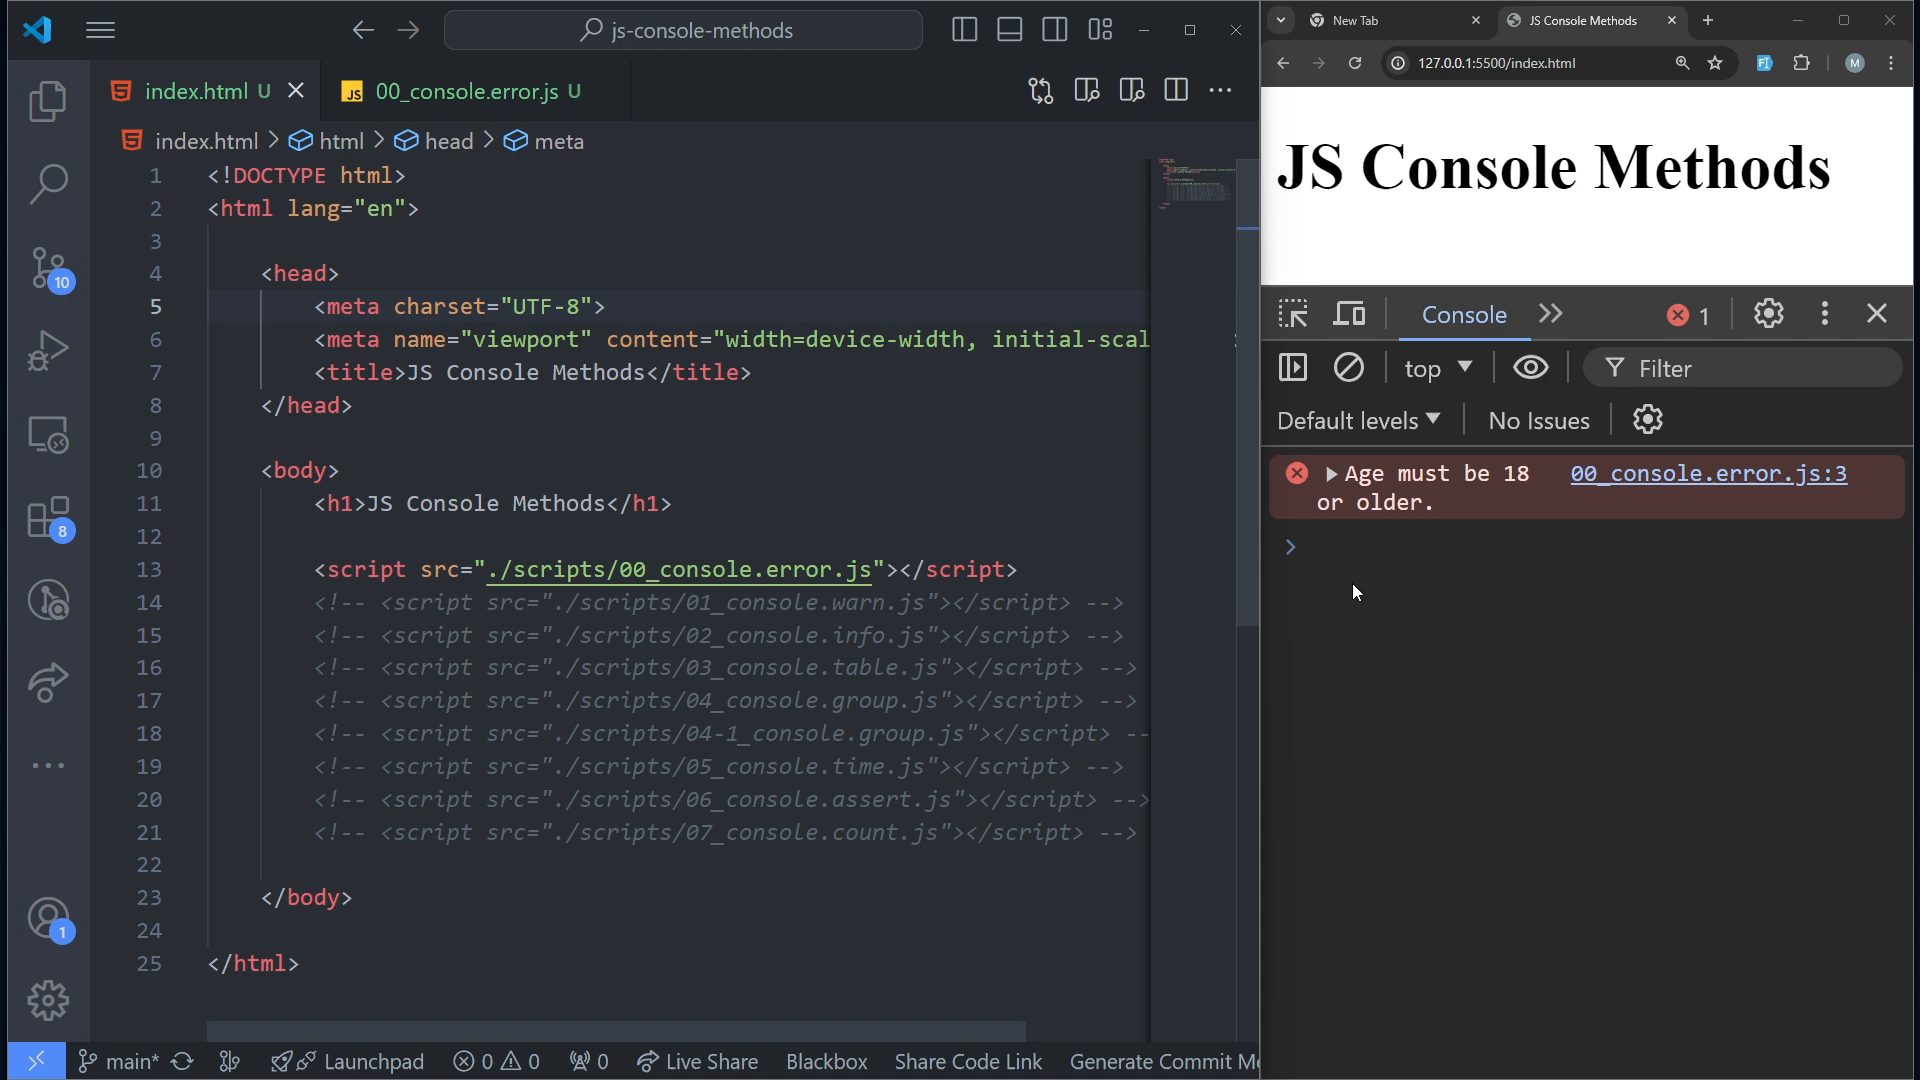 js-console-methods
index.html U
JS 00_console.error.js U
index.html > html > head > meta
1 <!DOCTYPE html>
2 <html lang="en">
3
4 <head>
5 <meta charset="UTF-8">
6 <meta name="viewport" content="width=device-width, initial-scal
7 <title>JS Console Methods</title>
8 </head>
9
10 <body>
11 <h1>JS Console Methods</h1>
12
13 <script src="./scripts/00_console.error.js"></script>
14 <!-- <script src="./scripts/01_console.warn.js"></script> -->
15 <!-- <script src="./scripts/02_console.info.js"></script> -->
16 <!-- <script src="./scripts/03_console.table.js"></script> -->
17 <!-- <script src="./scripts/04_console.group.js"></script> -->
18 <!-- <script src="./scripts/04-1_console.group.js"></script> --
19 <!-- <script src="./scripts/05_console.time.js"></script> -->
20 <!-- <script src="./scripts/06_console.assert.js"></script> -->
21 <!-- <script src="./scripts/07_console.count.js"></script> -->
22
23 </body>
24
25 </html>
10
8
1
main* Launchpad 0 0 0 Live Share Blackbox Share Code Link Generate Commit M
New Tab
JS Console Methods
127.0.0.1:5500/index.html
M
JS Console Methods
Console
1
top
Filter
Default levels
No Issues
Age must be 18 00_console.error.js:3
or older.